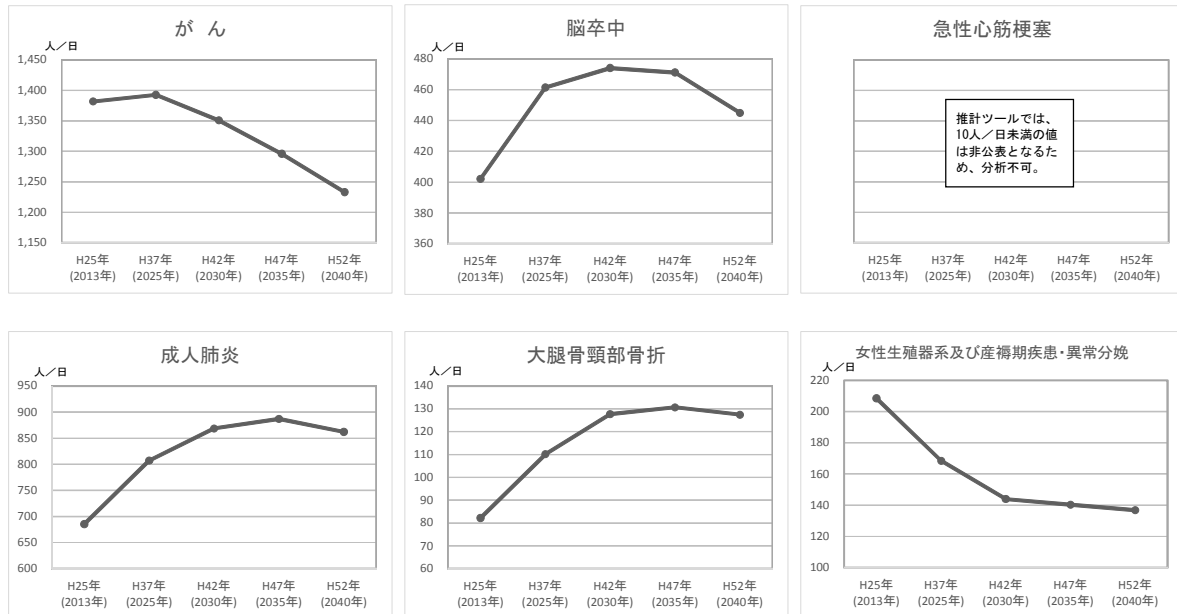 が ん
人／日
1,450
1,400
1,350
1,300
1,250
1,200
1,150
H25年 H37年 H42年 H47年 H52年
(2013年) (2025年) (2030年) (2035年) (2040年)
脳卒中
人／日
480
460
440
420
400
380
360
H25年 H37年 H42年 H47年 H52年
(2013年) (2025年) (2030年) (2035年) (2040年)
急性心筋梗塞
推計ツールでは、
10人／日未満の値
は非公表となるた
め、分析不可。
H25年 H37年 H42年 H47年 H52年
(2013年) (2025年) (2030年) (2035年) (2040年)
成人肺炎
人／日
950
900
850
800
750
700
650
600
H25年 H37年 H42年 H47年 H52年
(2013年) (2025年) (2030年) (2035年) (2040年)
大腿骨頸部骨折
人／日
140
130
120
110
100
90
80
70
60
H25年 H37年 H42年 H47年 H52年
(2013年) (2025年) (2030年) (2035年) (2040年)
女性生殖器系及び産褥期疾患・異常分娩
人／日
220
200
180
160
140
120
100
H25年 H37年 H42年 H47年 H52年
(2013年) (2025年) (2030年) (2035年) (2040年)